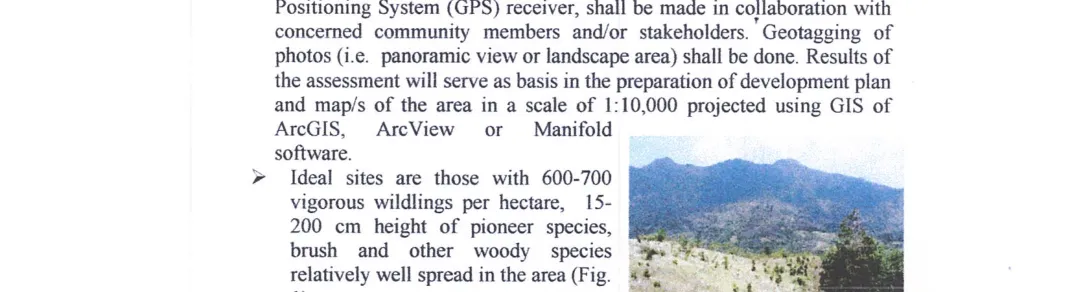 Positioning System (GPS) receiver, shall be made in collaboration with
concerned community members and/or stakeholders. Geotagging of
photos (i.e. panoramic view or landscape area) shall be done. Results of
the assessment will serve as basis in the preparation of development plan
and map/s of the area in a scale of 1:10,000 projected using GIS of
ArcGIS, ArcView or Manifold
software.
➢ Ideal sites are those with 600-700
vigorous wildlings per hectare, 15-
200 cm height of pioneer species,
brush and other woody species
relatively well spread in the area (Fig.